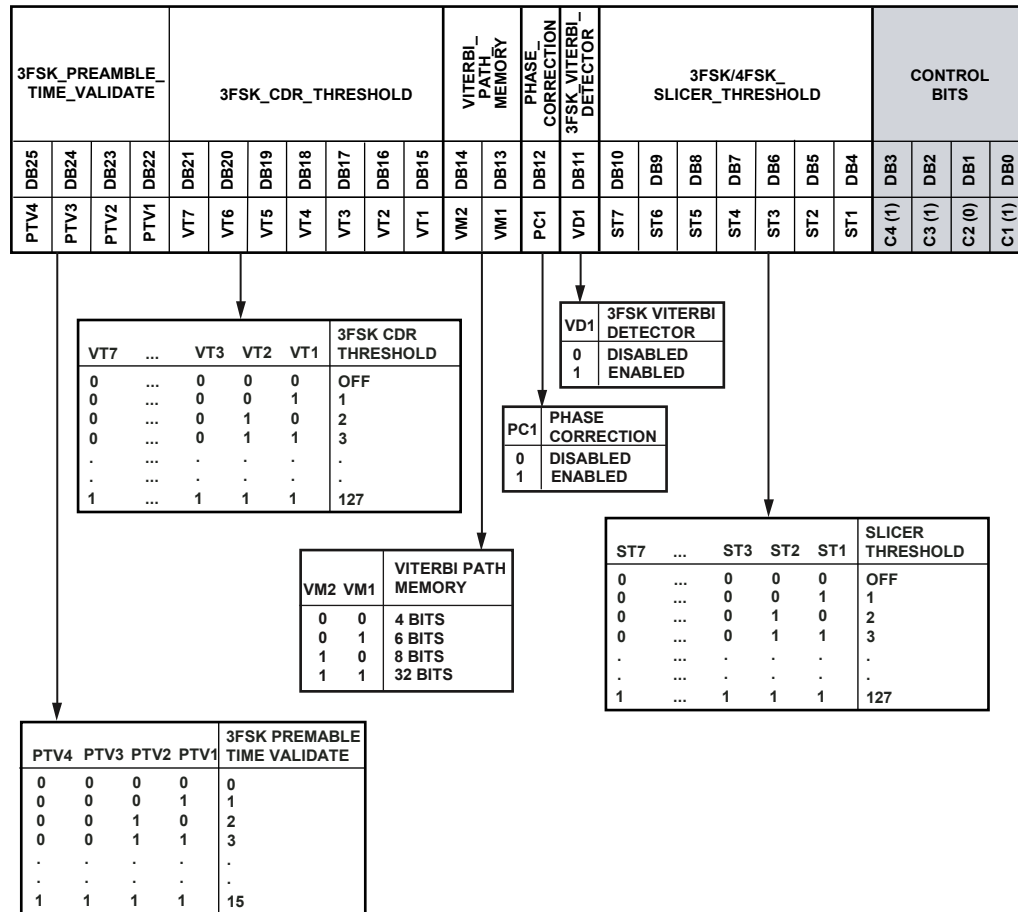 3FSK_PREAMBLE_
TIME_VALIDATE
3FSK_CDR_THRESHOLD
VITERBI_
PATH_
MEMORY
PHASE_
CORRECTION
3FSK_VITERBI_
DETECTOR
3FSK/4FSK_
SLICER_THRESHOLD
CONTROL
BITS
DB25 DB24 DB23 DB22 DB21 DB20 DB19 DB18 DB17 DB16 DB15 DB14 DB13 DB12 DB11 DB10 DB9 DB8 DB7 DB6 DB5 DB4 DB3 DB2 DB1 DB0
PTV4 PTV3 PTV2 PTV1 VT7 VT6 VT5 VT4 VT3 VT2 VT1 VM2 VM1 PC1 VD1 ST7 ST6 ST5 ST4 ST3 ST2 ST1 C4 (1) C3 (1) C2 (0) C1 (1)
VT7 ... VT3 VT2 VT1 3FSK CDR
THRESHOLD
0 ... 0 0 0 OFF
0 ... 0 0 1 1
0 ... 0 1 0 2
0 ... 0 1 1 3
. ... . . . .
. ... . . . .
1 ... 1 1 1 127
VD1 3FSK VITERBI
DETECTOR
0 DISABLED
1 ENABLED
PC1 PHASE
CORRECTION
0 DISABLED
1 ENABLED
VM2 VM1 VITERBI PATH
MEMORY
0 0 4 BITS
0 1 6 BITS
1 0 8 BITS
1 1 32 BITS
ST7 ... ST3 ST2 ST1 SLICER
THRESHOLD
0 ... 0 0 0 OFF
0 ... 0 0 1 1
0 ... 0 1 0 2
0 ... 0 1 1 3
. ... . . . .
. ... . . . .
1 ... 1 1 1 127
PTV4 PTV3 PTV2 PTV1 3FSK PREMABLE
TIME VALIDATE
0 0 0 0 0
0 0 0 1 1
0 0 1 0 2
0 0 1 1 3
. . . . .
. . . . .
1 1 1 1 15